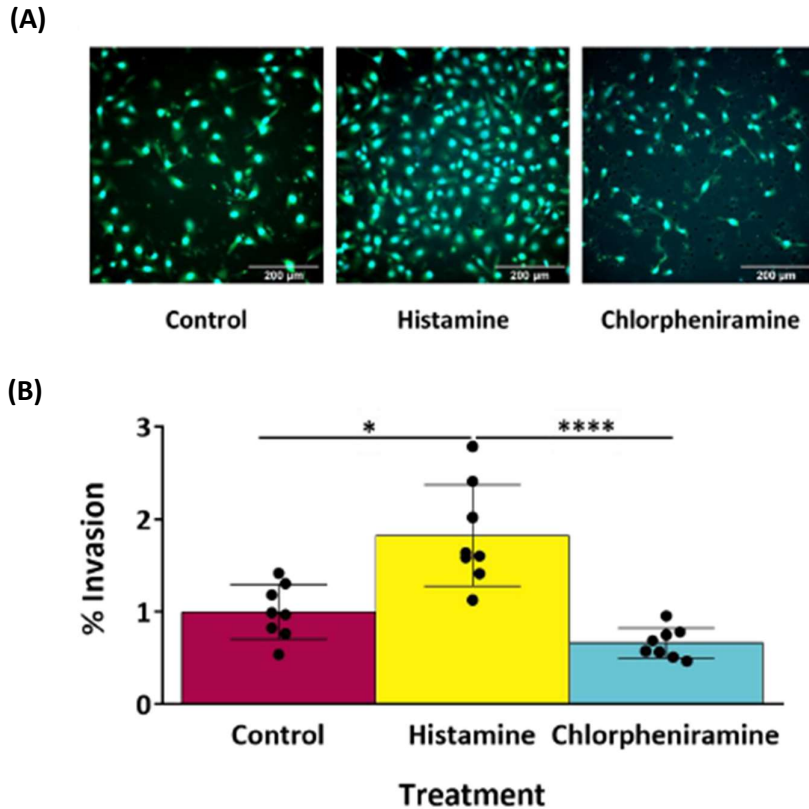 (A)
200 µm 200 µm 200 µm
Control Histamine Chlorpheniramine
(B)
* ****
3
2
1
0
% Invasion
Control Histamine Chlorpheniramine
Treatment